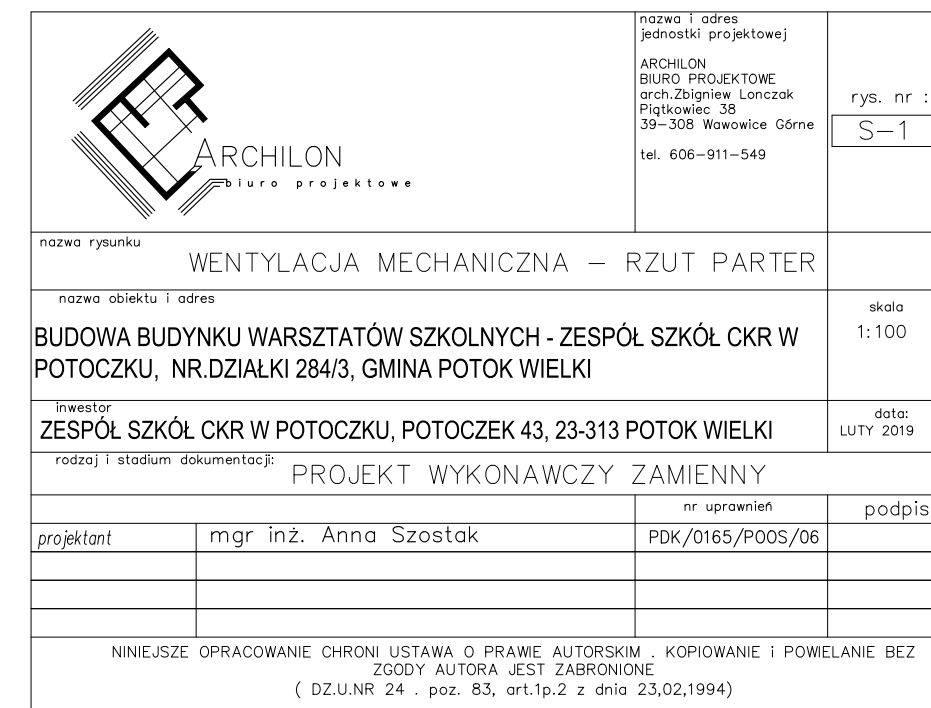 ARCHILON
biuro projektowe
nazwa i adres
jednostki projektowej
ARCHILON
BIURO PROJEKTOWE
arch.Zbigniew Lonczak
Piątkowiec 38
39-308 Wawowice Górne
tel. 606-911-549
rys. nr :
S-1
nazwa rysunku
WENTYLACJA MECHANICZNA - RZUT PARTER
nazwa obiektu i adres
BUDOWA BUDYNKU WARSZTATÓW SZKOLNYCH - ZESPÓŁ SZKÓŁ CKR W
POTOCZKU, NR.DZIAŁKI 284/3, GMINA POTOK WIELKI
skala
1:100
inwestor
ZESPÓŁ SZKÓŁ CKR W POTOCZKU, POTOCZEK 43, 23-313 POTOK WIELKI
data:
LUTY 2019
rodzaj i stadium dokumentacji:
PROJEKT WYKONAWCZY ZAMIENNY
nr uprawnień
podpis
projektant
mgr inż. Anna Szostak
PDK/0165/POOS/06
NINIEJSZE OPRACOWANIE CHRONI USTAWA O PRAWIE AUTORSKIM . KOPIOWANIE i POWIELANIE BEZ
ZGODY AUTORA JEST ZABRONIONE
( DZ.U.NR 24 . poz. 83, art.1p.2 z dnia 23,02,1994)